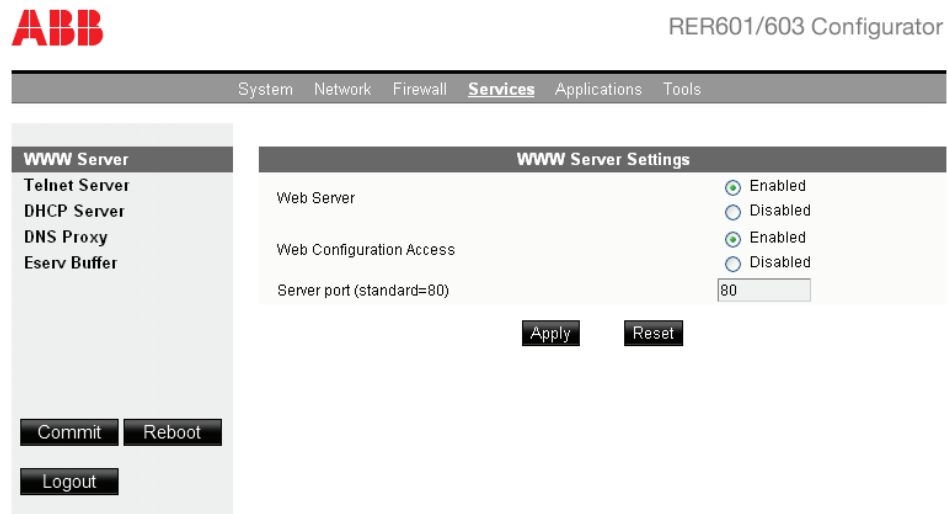 ABB
RER601/603 Configurator
System Network Firewall Services Applications Tools
WWW Server
Telnet Server
DHCP Server
DNS Proxy
Eserv Buffer
Commit Reboot
Logout
WWW Server Settings
Web Server
Enabled
Disabled
Web Configuration Access
Enabled
Disabled
Server port (standard=80) 80
Apply Reset